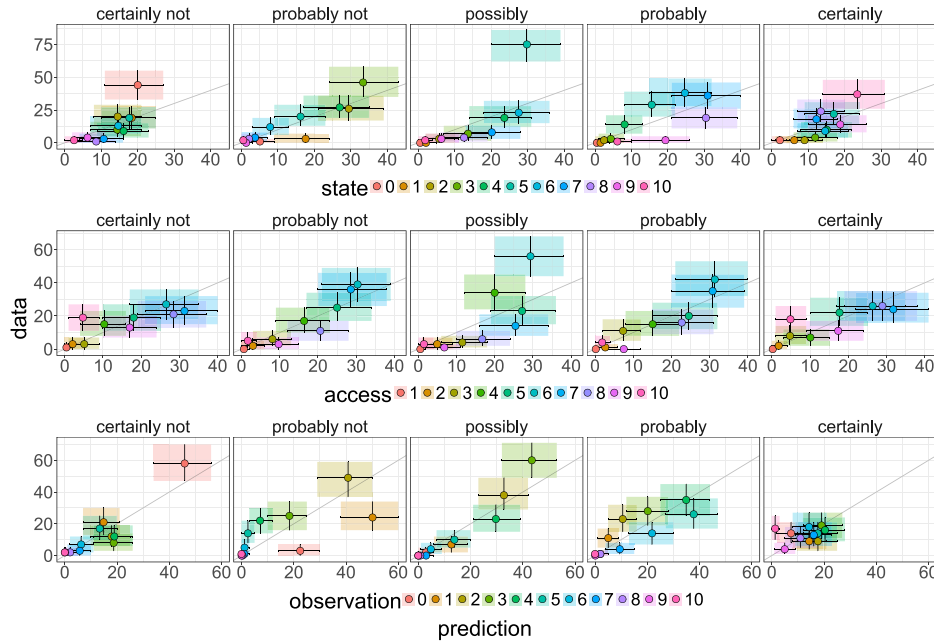 certainly not probably not possibly probably certainly
75
50
25
0
0 10 20 30 40 0 10 20 30 40 0 10 20 30 40 0 10 20 30 40 0 10 20 30 40
state 0 1 2 3 4 5 6 7 8 9 10
certainly not probably not possibly probably certainly
60
40
20
0
0 10 20 30 40 0 10 20 30 40 0 10 20 30 40 0 10 20 30 40 0 10 20 30 40
access 1 2 3 4 5 6 7 8 9 10
data
certainly not probably not possibly probably certainly
60
40
20
0
0 20 40 60 0 20 40 60 0 20 40 60 0 20 40 60 0 20 40 60
observation 0 1 2 3 4 5 6 7 8 9 10
prediction